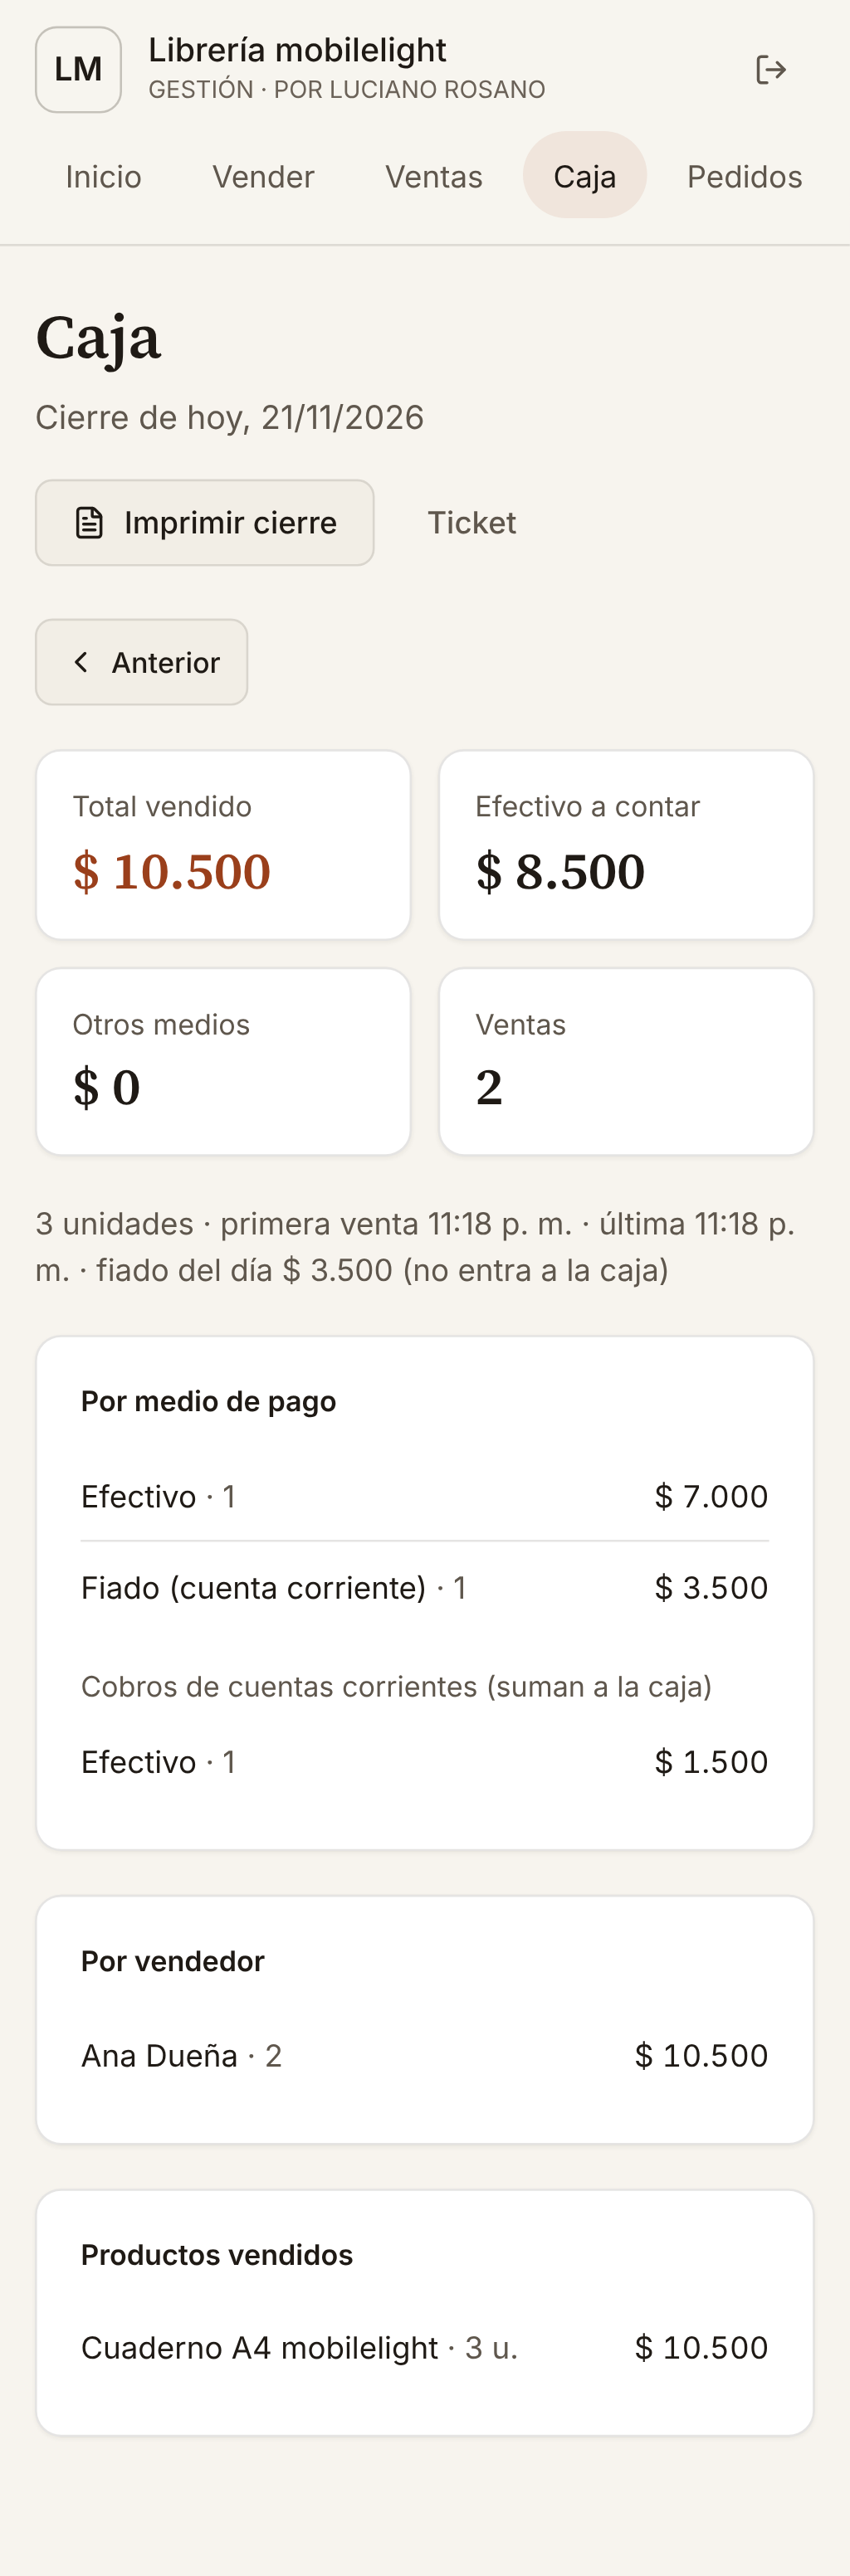 LM
Librería mobilelight
GESTIÓN · POR LUCIANO ROSANO
Inicio Vender Ventas Caja Pedidos
Caja
Cierre de hoy, 21/11/2026
Imprimir cierre Ticket
Anterior
Total vendido
$ 10.500
Efectivo a contar
$ 8.500
Otros medios
$ 0
Ventas
2
3 unidades · primera venta 11:18 p. m. · última 11:18 p.
m. · fiado del día $ 3.500 (no entra a la caja)
Por medio de pago
Efectivo · 1 $ 7.000
Fiado (cuenta corriente) · 1 $ 3.500
Cobros de cuentas corrientes (suman a la caja)
Efectivo · 1 $ 1.500
Por vendedor
Ana Dueña · 2 $ 10.500
Productos vendidos
Cuaderno A4 mobilelight · 3 u. $ 10.500